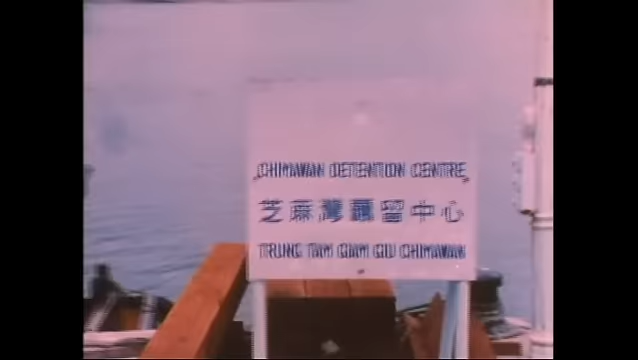 CHIMAWAN DETENTION CENTRE
芝麻灣羈留中心
TRUNG TAM GIAM GIU CHIMAWAN